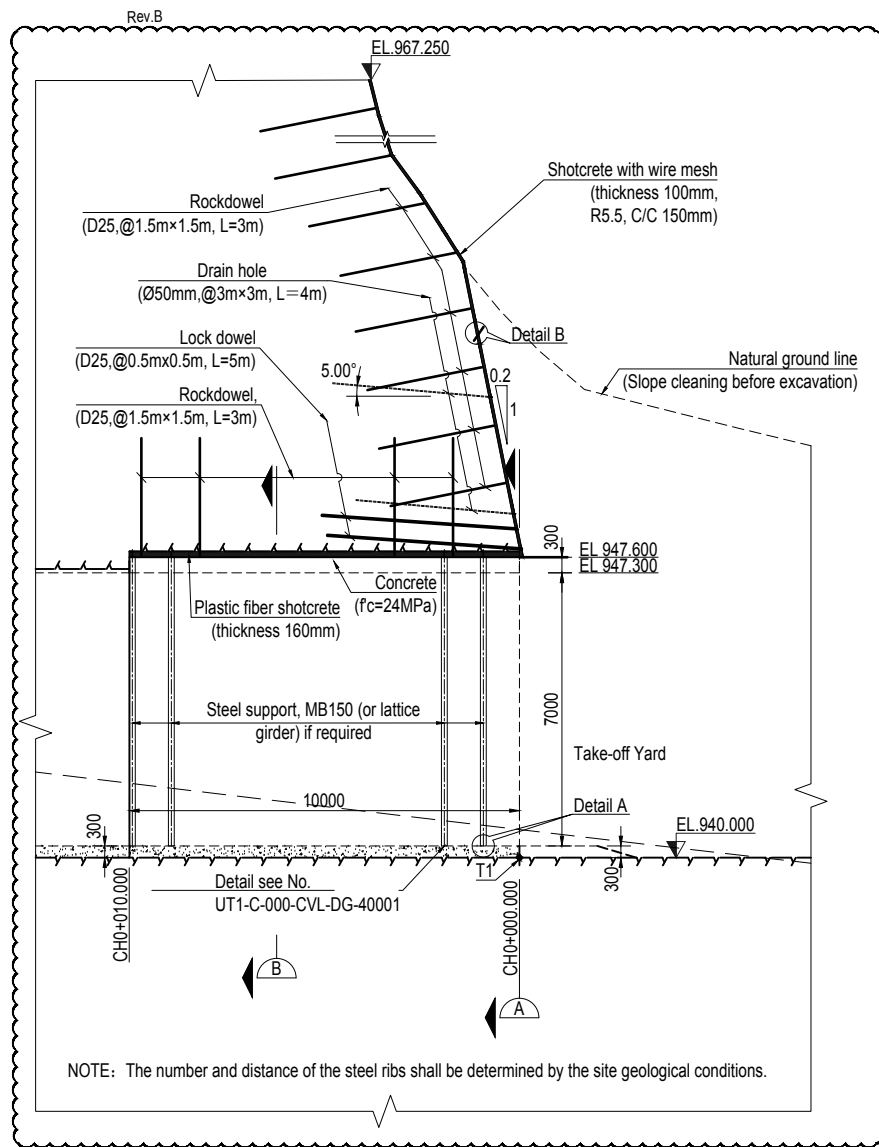 Rev.B
EL.967.250
Shotcrete with wire mesh
(thickness 100mm,
R5.5, C/C 150mm)
Rockdowel
(D25,@1.5m×1.5m, L=3m)
Drain hole
(Ø50mm,@3m×3m, L=4m)
Lock dowel
(D25,@0.5mx0.5m, L=5m)
Detail B
5.00°
Natural ground line
(Slope cleaning before excavation)
0.2
1
Rockdowel,
(D25,@1.5m×1.5m, L=3m)
300
EL 947.600
EL 947.300
Concrete
(f'c=24MPa)
Plastic fiber shotcrete
(thickness 160mm)
Steel support, MB150 (or lattice
girder) if required
7000
Take-off Yard
10000
Detail A
300
EL.940.000
300
T1
Detail see No.
UT1-C-000-CVL-DG-40001
CH0+010.000
CH0+000.000
B
A
NOTE: The number and distance of the steel ribs shall be determined by the site geological conditions.